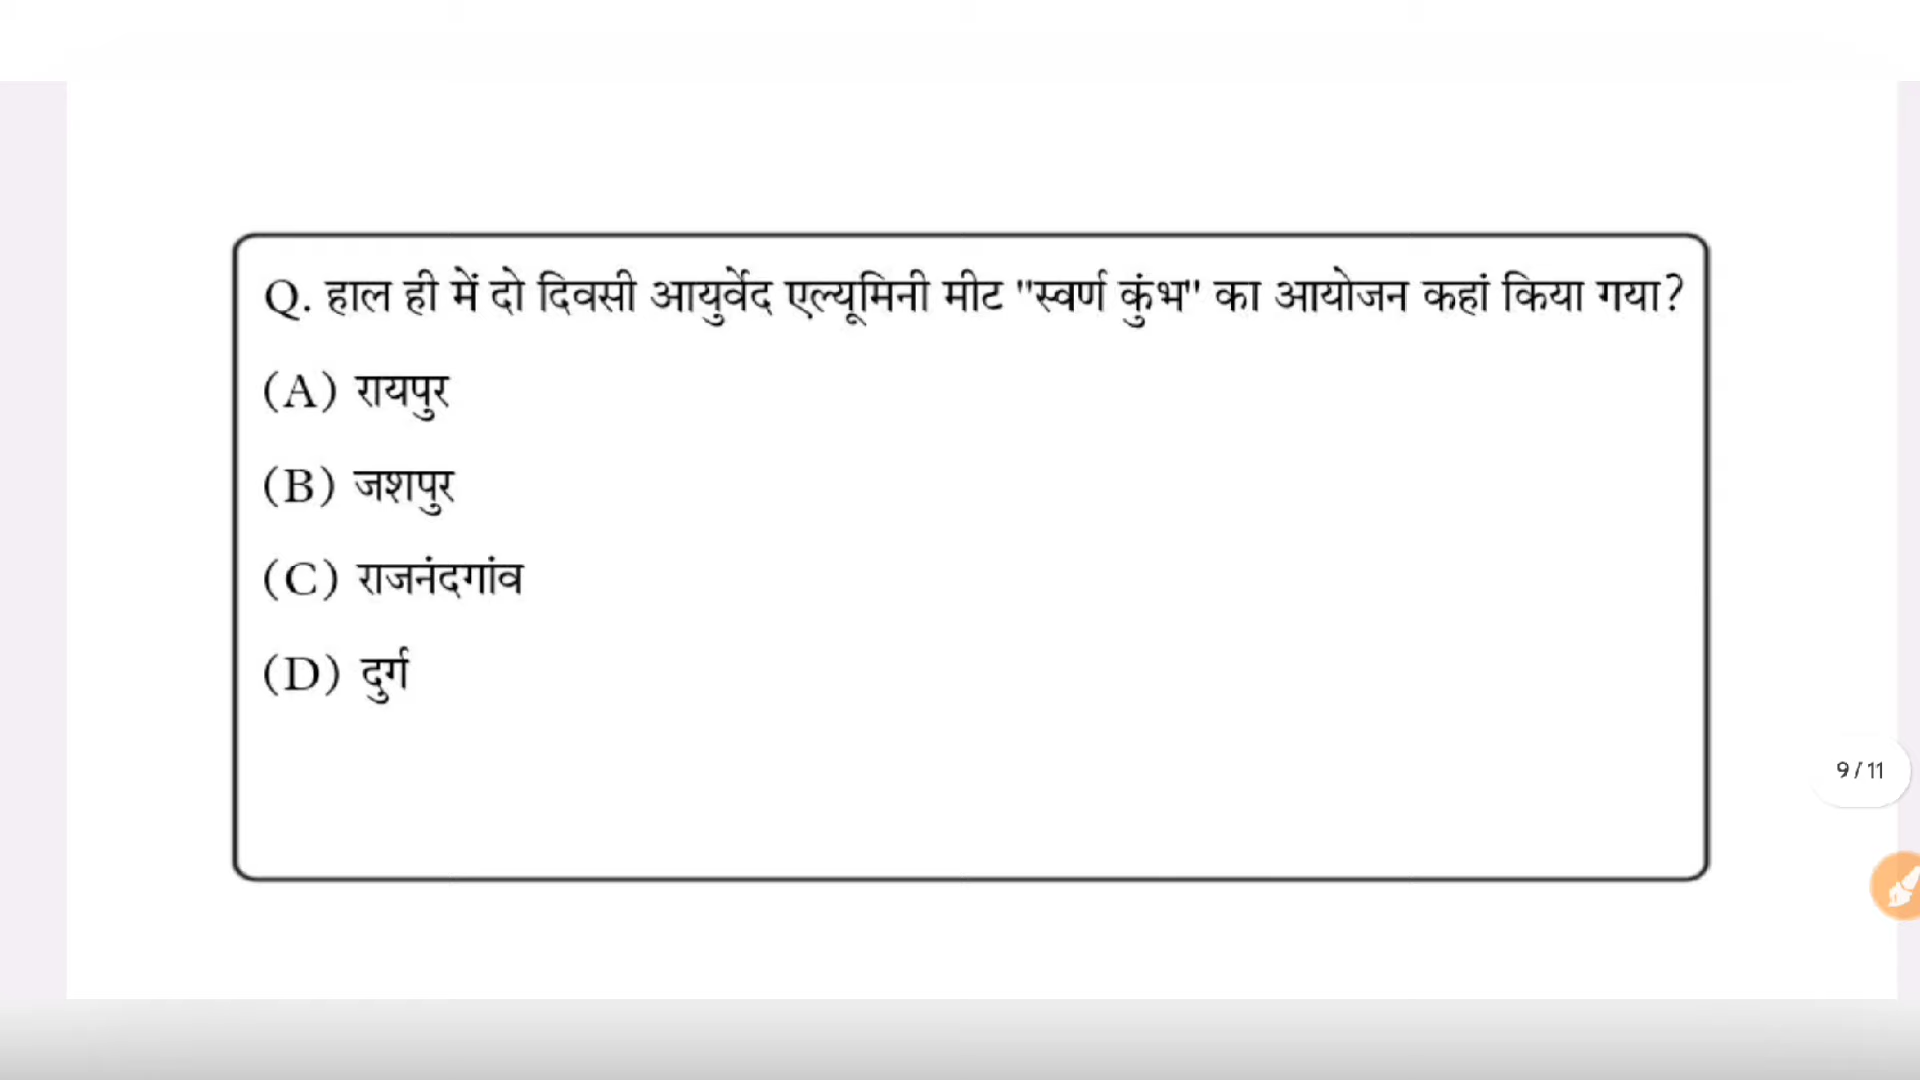 Q. हाल ही में दो दिवसी आयुर्वेद एल्यूमिनी मीट "स्वर्ण कुंभ" का आयोजन कहां किया गया?
(A) रायपुर
(B) जशपुर
(C) राजनंदगांव
(D) दुर्ग
9 / 11